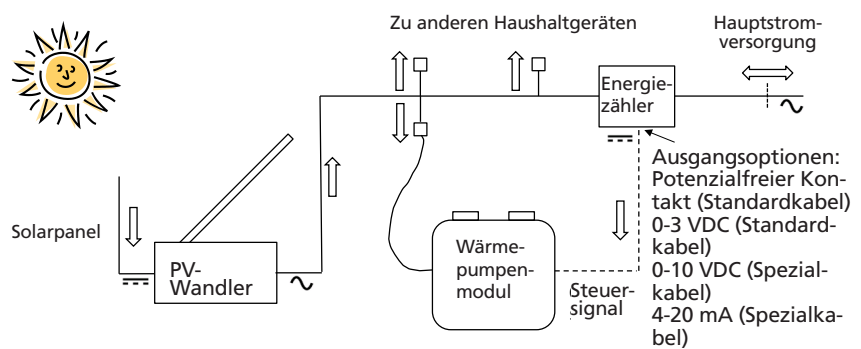 Zu anderen Haushaltgeräten
Hauptstrom-
versorgung
Energie-
zähler
Ausgangsoptionen:
Potenzialfreier Kon-
takt (Standardkabel)
0-3 VDC (Standard-
kabel)
0-10 VDC (Spezial-
kabel)
4-20 mA (Spezialka-
bel)
Solarpanel
PV-
Wandler
Wärme-
pumpen-
modul
Steuer-
signal